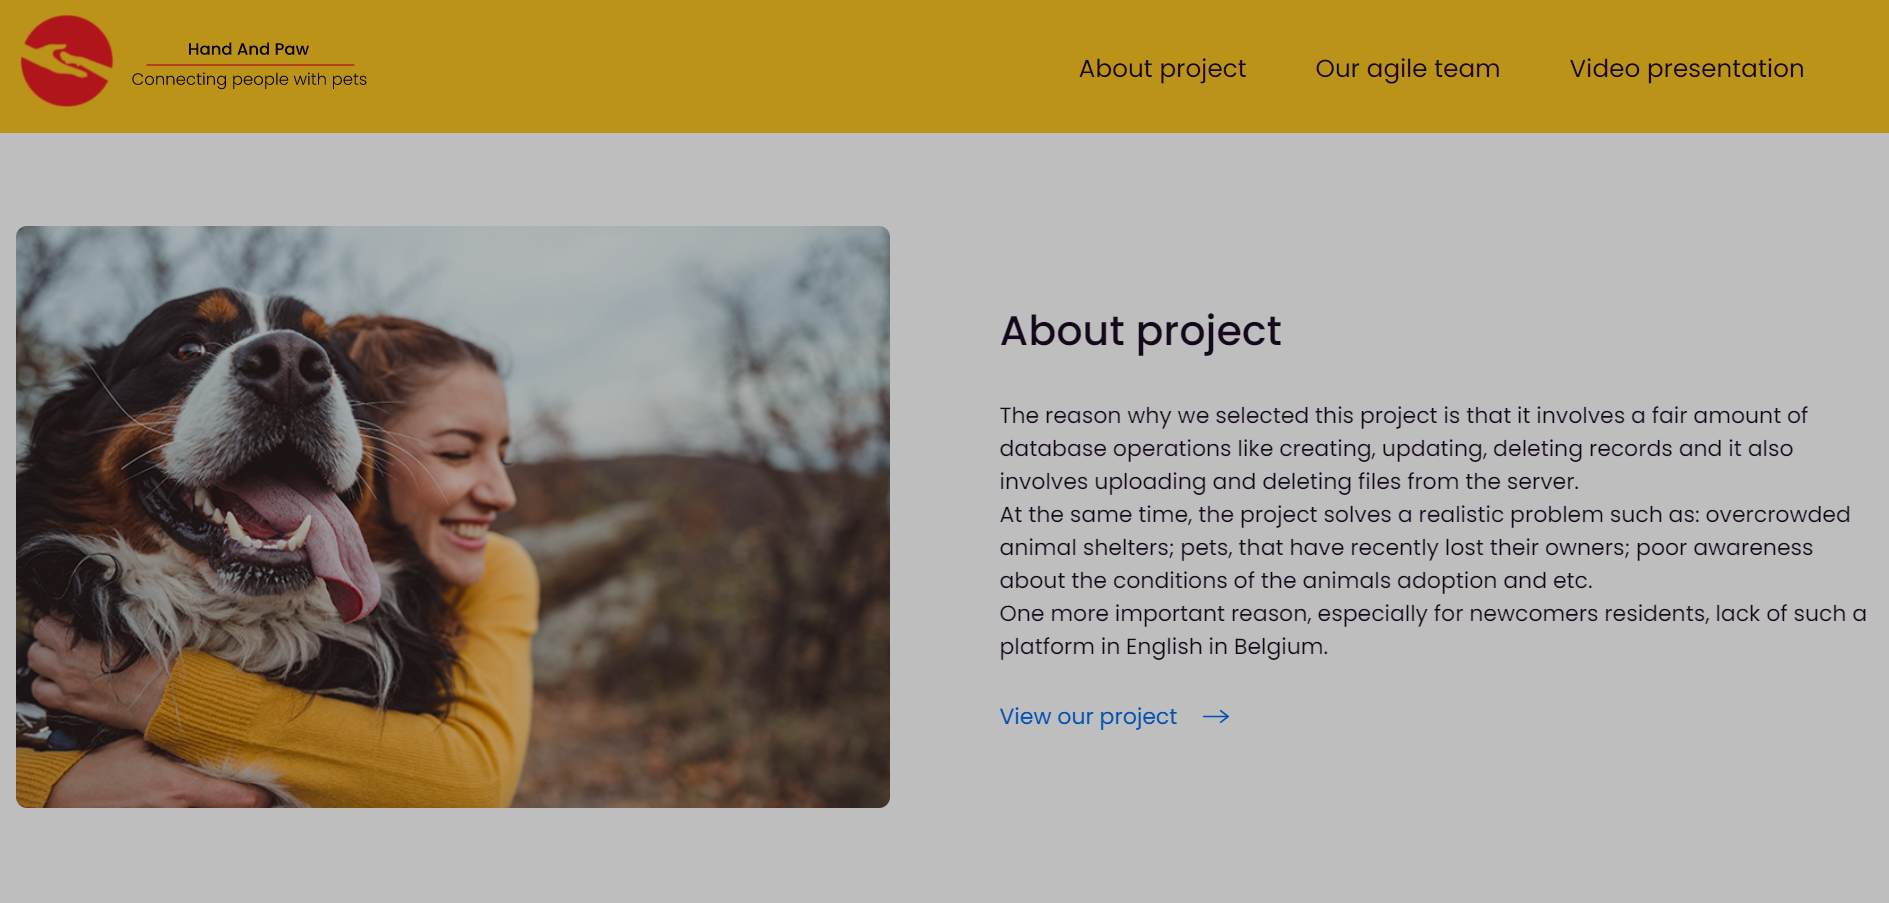 Hand And Paw
Connecting people with pets
About project
Our agile team
Video presentation
About project
The reason why we selected this project is that it involves a fair amount of
database operations like creating, updating, deleting records and it also
involves uploading and deleting files from the server.
At the same time, the project solves a realistic problem such as: overcrowded
animal shelters; pets, that have recently lost their owners; poor awareness
about the conditions of the animals adoption and etc.
One more important reason, especially for newcomers residents, lack of such a
platform in English in Belgium.
View our project